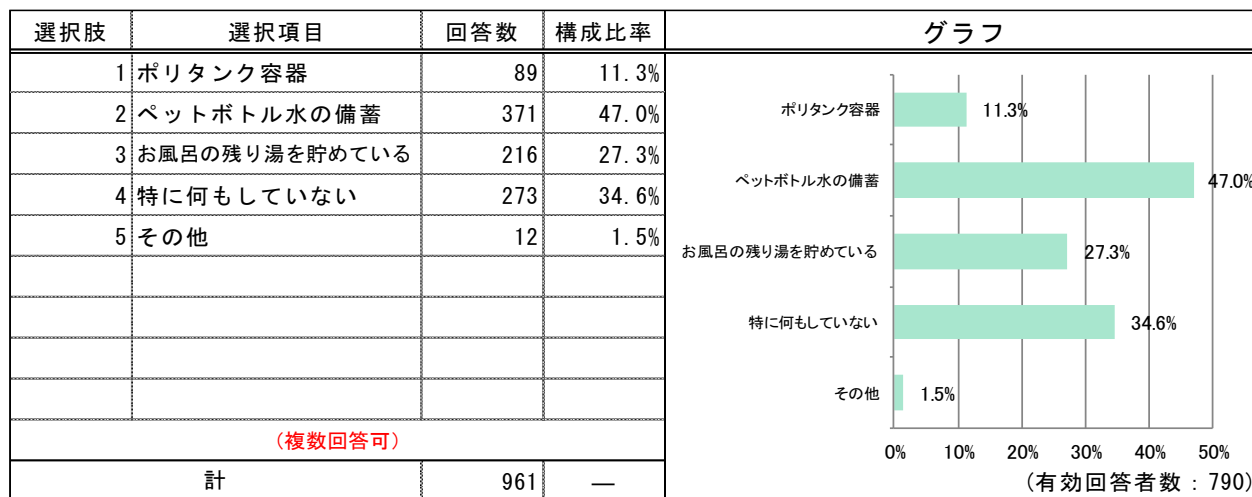 選択肢 選択項目 回答数 構成比率 グラフ
1 ポリタンク容器 89 11.3%
2 ペットボトル水の備蓄 371 47.0%
3 お風呂の残り湯を貯めている 216 27.3%
4 特に何もしていない 273 34.6%
5 その他 12 1.5%
(複数回答可)
計 961 ―
ポリタンク容器 11.3%
ペットボトル水の備蓄 47.0%
お風呂の残り湯を貯めている 27.3%
特に何もしていない 34.6%
その他 1.5%
0% 10% 20% 30% 40% 50%
(有効回答者数：790)